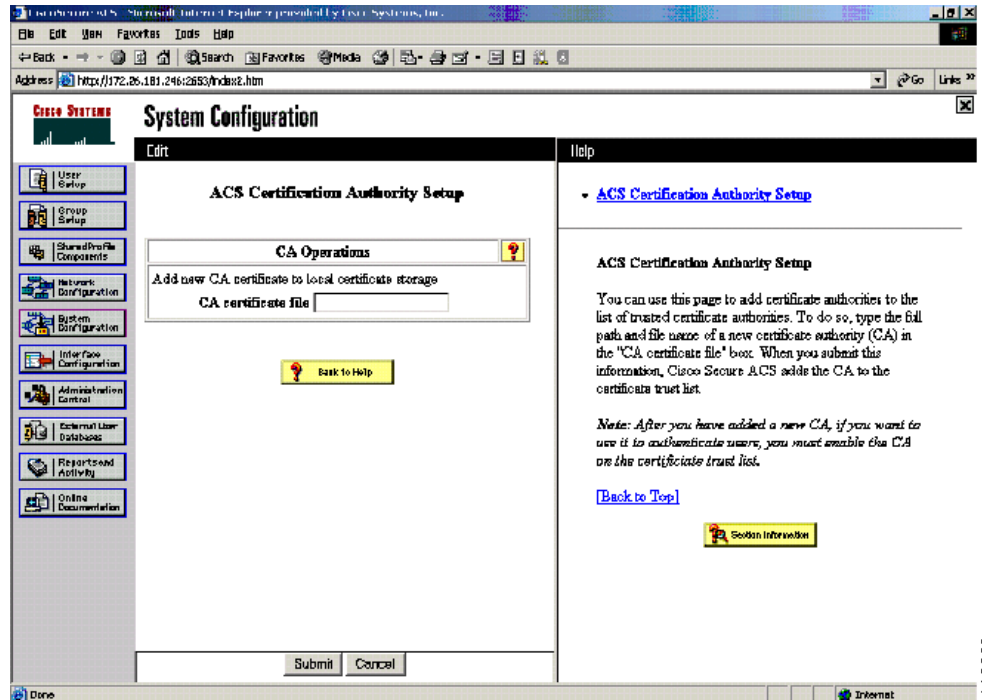 CiscoSecure ACS - Microsoft Internet Explorer provided by Cisco Systems, Inc.
File Edit View Favorites Tools Help
Back Search Favorites Media
Address http://172.26.181.246:2653/index2.htm Go Links »
CISCO SYSTEMS
System Configuration
Edit
User Setup
Group Setup
Shared Profile Components
Network Configuration
System Configuration
Interface Configuration
Administration Control
External User Databases
Reports and Activity
Online Documentation
ACS Certification Authority Setup
CA Operations
Add new CA certificate to local certificate storage
CA certificate file
Back to Help
Submit Cancel
Help
ACS Certification Authority Setup
ACS Certification Authority Setup
You can use this page to add certificate authorities to the
list of trusted certificate authorities. To do so, type the full
path and file name of a new certificate authority (CA) in
the "CA certificate file" box. When you submit this
information, Cisco Secure ACS adds the CA to the
certificate trust list.
Note: After you have added a new CA, if you want to
use it to authenticate users, you must enable the CA
on the certificiate trust list.
[Back to Top]
Section Information
Done
Internet